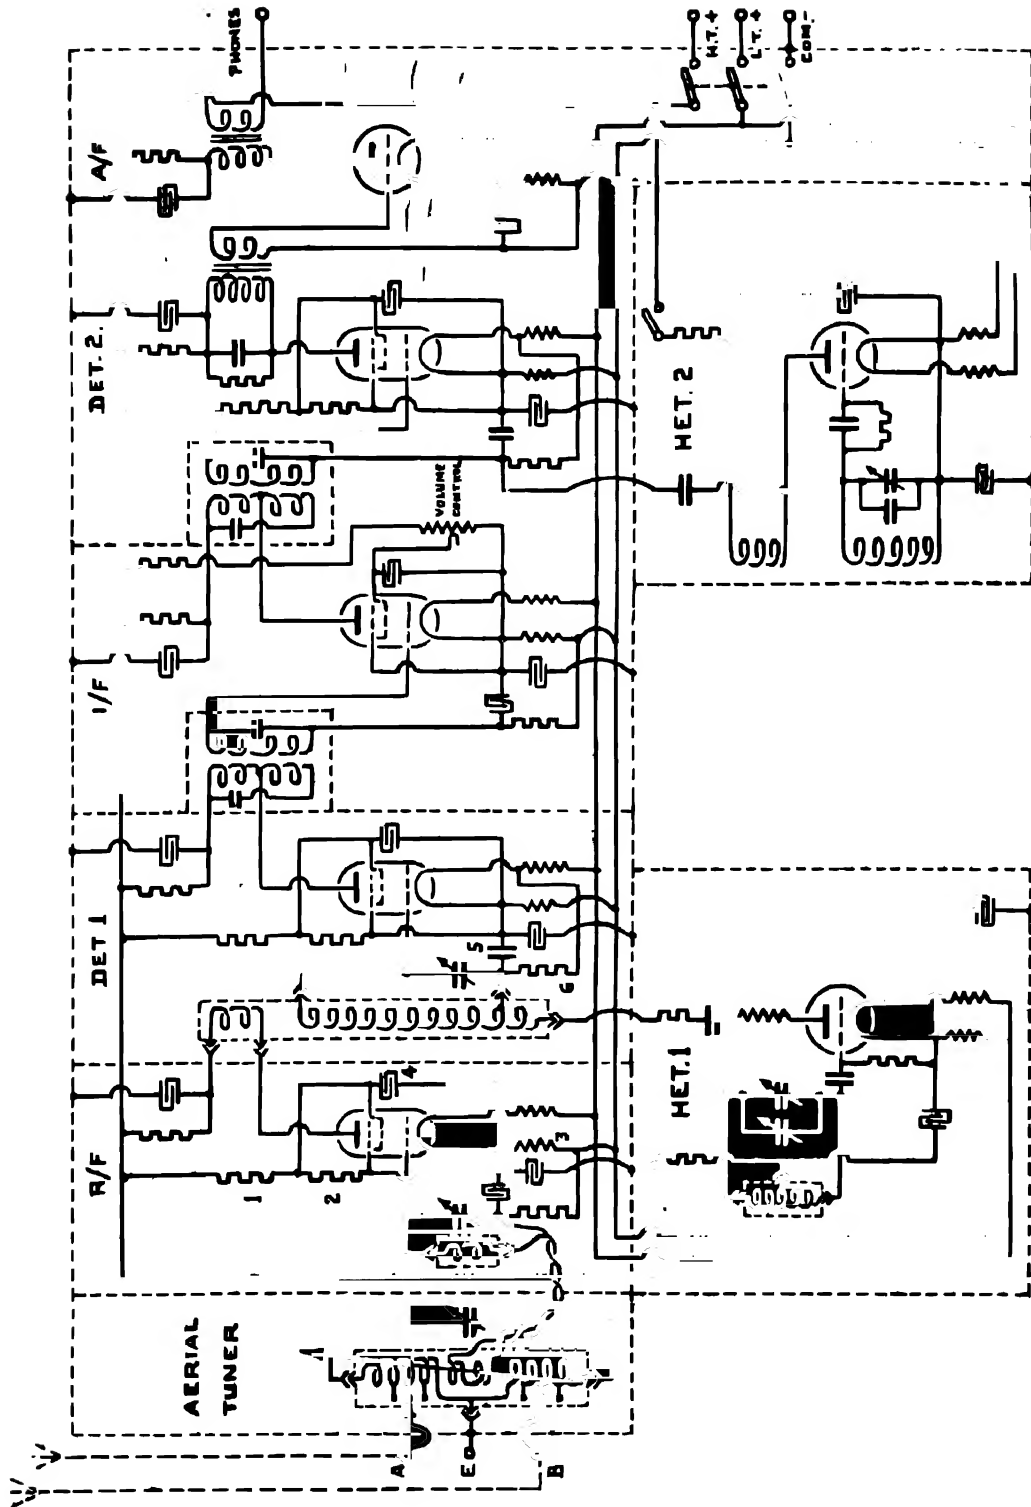 AERIAL
TUNER
A
E
B
R/F
1
2
3
4
DET 1
5
6
7
I/F
VOLUME
CONTROL
DET. 2.
A/F
PHONES
HET. 1
HET. 2
H.T. +
L.T. +
COM. -